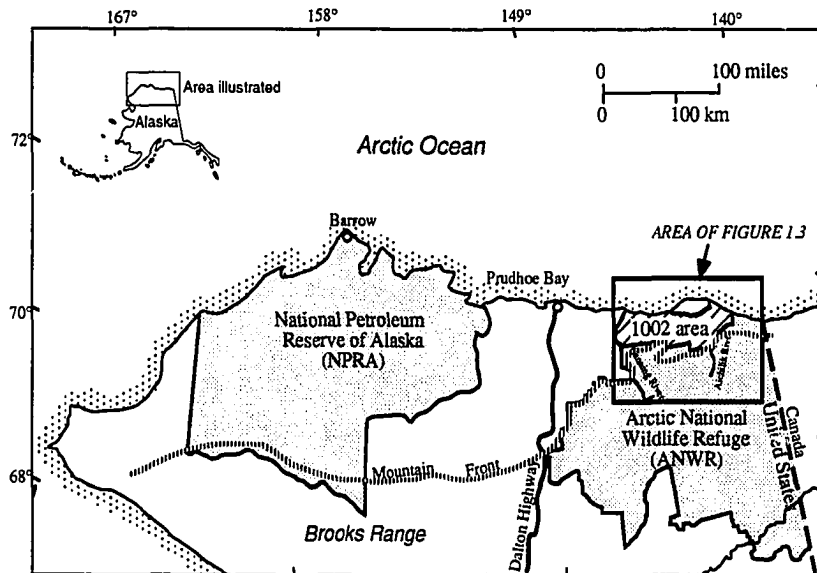 167°
158°
149°
140°
Area illustrated
Alaska
0
100 miles
0
100 km
72°
Arctic Ocean
Barrow
AREA OF FIGURE 1.3
Prudhoe Bay
70°
1002 area
National Petroleum
Reserve of Alaska
(NPRA)
Arctic National
Wildlife Refuge
(ANWR)
Canada
United States
68°
Mountain Front
Dalton Highway
Brooks Range